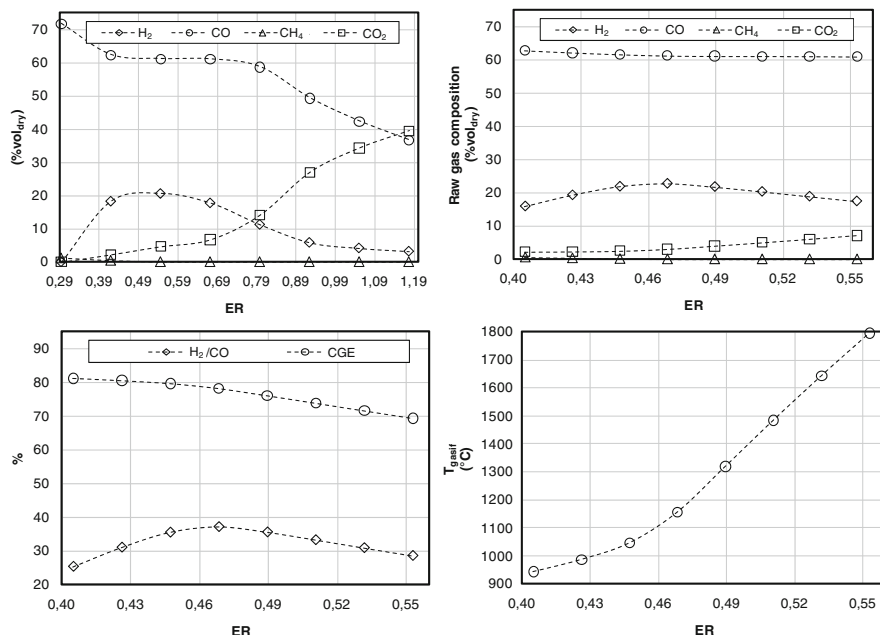 H2 CO CH4 CO2
70
60
50
40
30
20
10
0
(%voldry)
0,29 0,39 0,49 0,59 0,69 0,79 0,89 0,99 1,09 1,19
ER
H2 CO CH4 CO2
70
60
50
40
30
20
10
0
Raw gas composition
(%voldry)
0,40 0,43 0,46 0,49 0,52 0,55
ER
H2/CO CGE
90
80
70
60
50
40
30
20
%
0,40 0,43 0,46 0,49 0,52 0,55
ER
1800
1700
1600
1500
1400
1300
1200
1100
1000
900
Tgasif
(°C)
0,40 0,43 0,46 0,49 0,52 0,55
ER